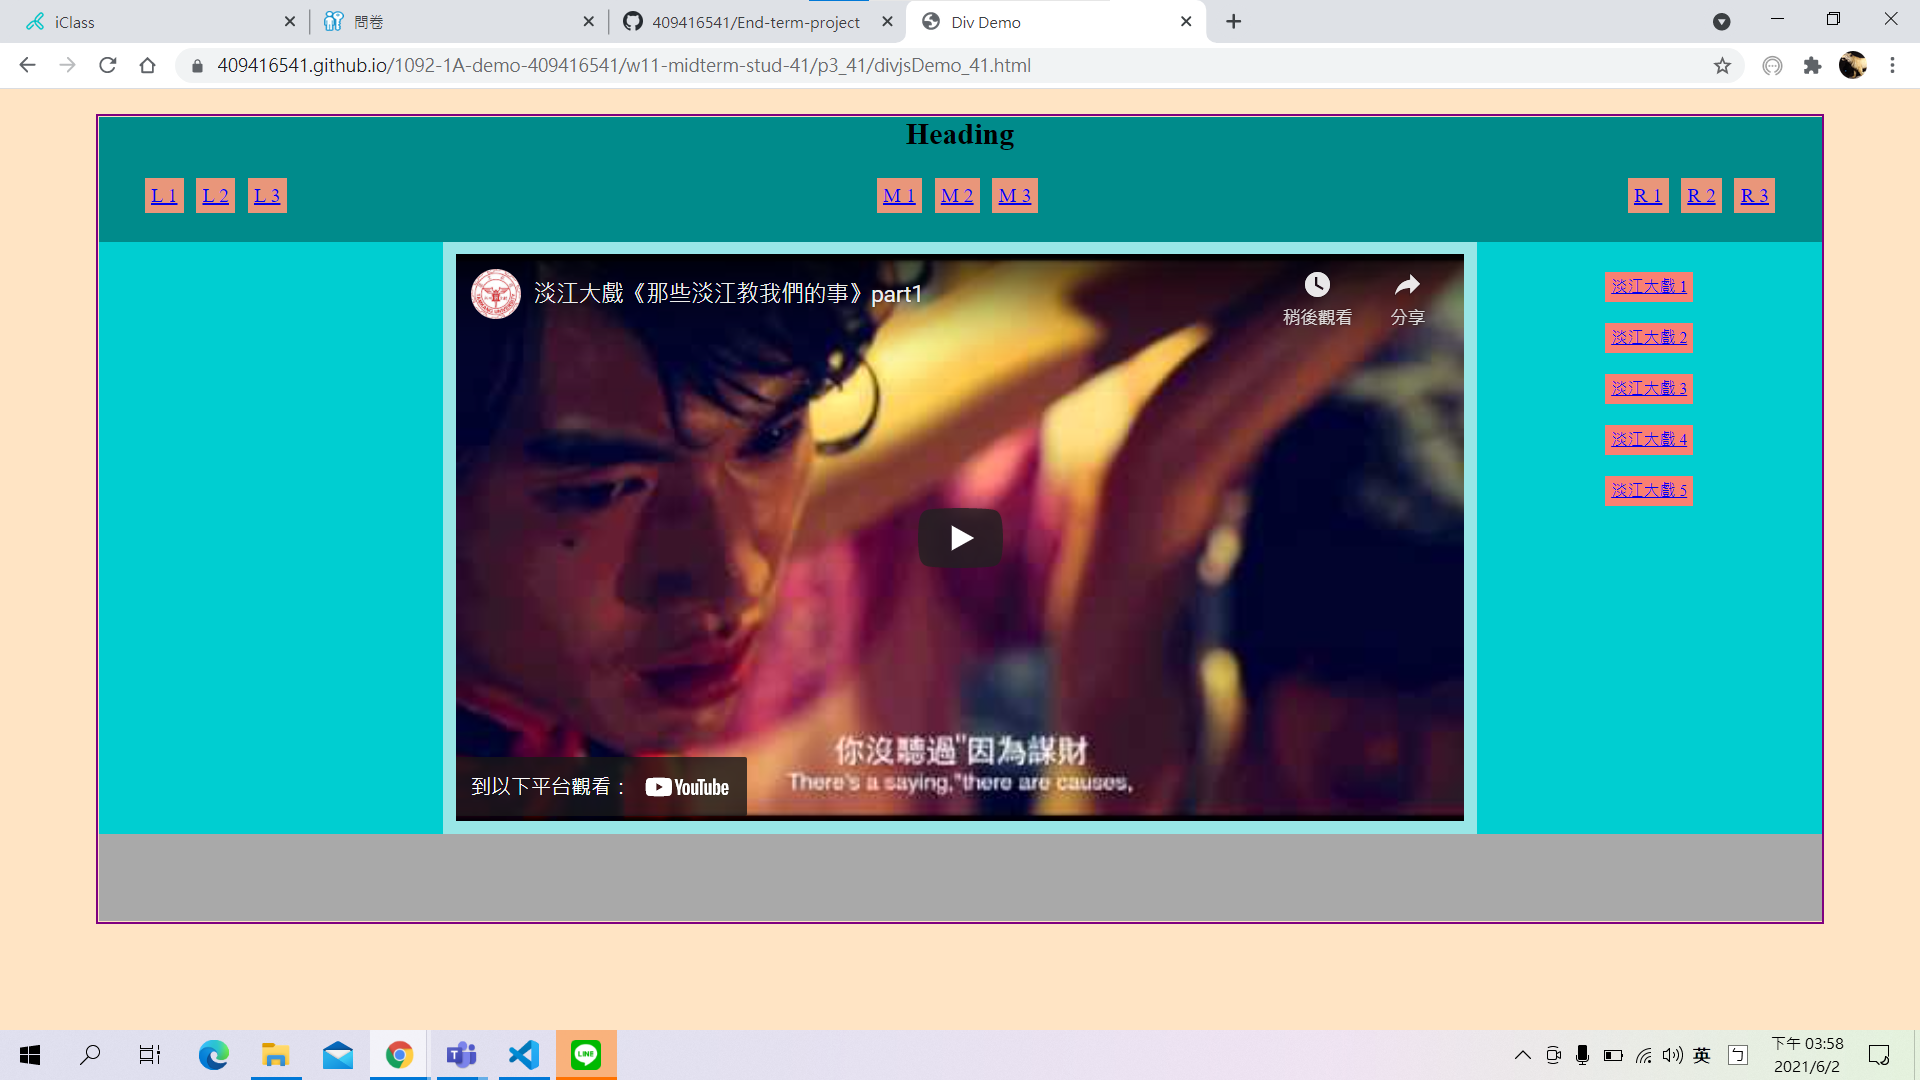 iClass
問卷
409416541/End-term-project
Div Demo
409416541.github.io/1092-1A-demo-409416541/w11-midterm-stud-41/p3_41/divjsDemo_41.html
Heading
L 1 L 2 L 3 M 1 M 2 M 3 R 1 R 2 R 3
淡江大戲《那些淡江教我們的事》part1
稍後觀看
分享
淡江大戲 1
淡江大戲 2
淡江大戲 3
淡江大戲 4
淡江大戲 5
你沒聽過"因為謀財
There's a saying,"there are causes,
到以下平台觀看：
YouTube
LINE
英
ㄅ
下午 03:58
2021/6/2